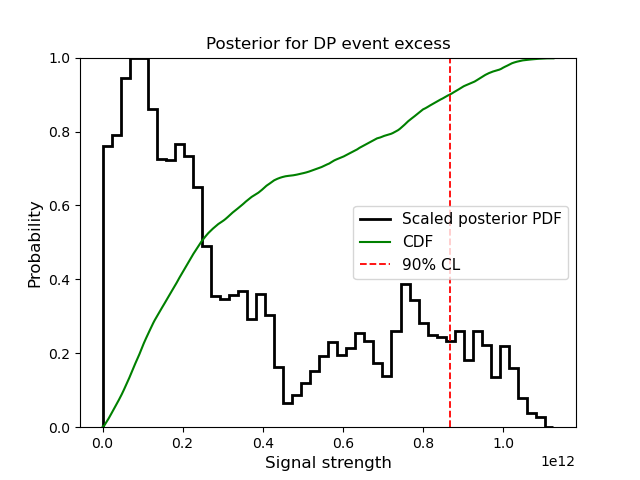 Posterior for DP event excess
Probability
1.0
0.8
0.6
0.4
0.2
0.0
Scaled posterior PDF
CDF
90% CL
0.0 0.2 0.4 0.6 0.8 1.0
1e12
Signal strength